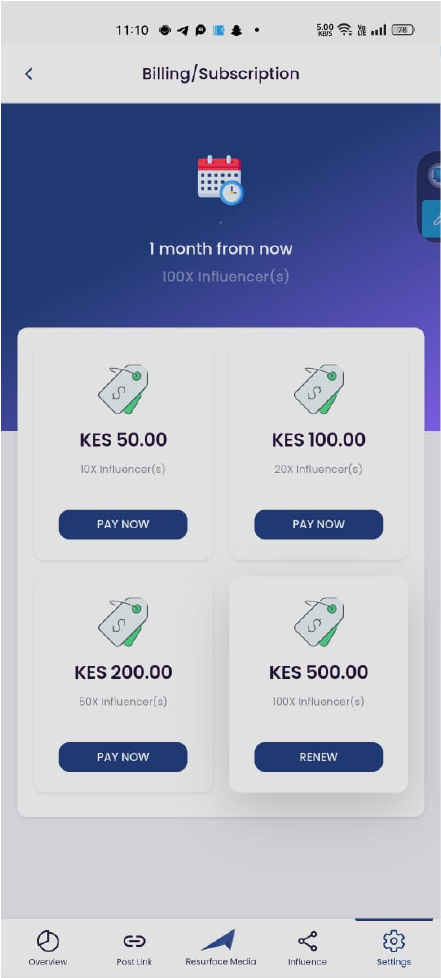 11:10
5.00 KB/S
Vo LTE
78
Billing/Subscription
1 month from now
100X Influencer(s)
KES 50.00
10X Influencer(s)
PAY NOW
KES 100.00
20X Influencer(s)
PAY NOW
KES 200.00
50X Influencer(s)
PAY NOW
KES 500.00
100X Influencer(s)
RENEW
Overview
Post Link
Resurface Media
Influence
Settings